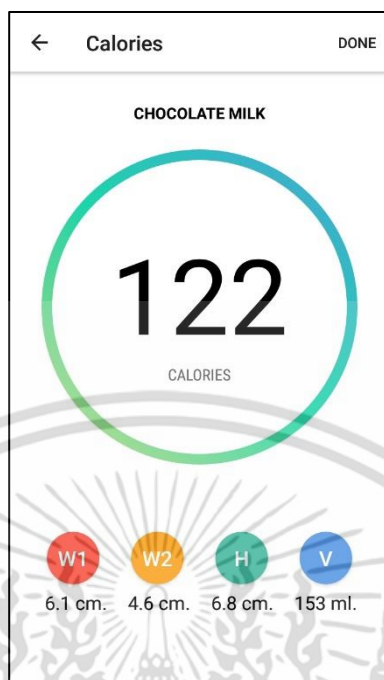 ← Calories DONE
CHOCOLATE MILK
122
CALORIES
W1 W2 H V
6.1 cm. 4.6 cm. 6.8 cm. 153 ml.